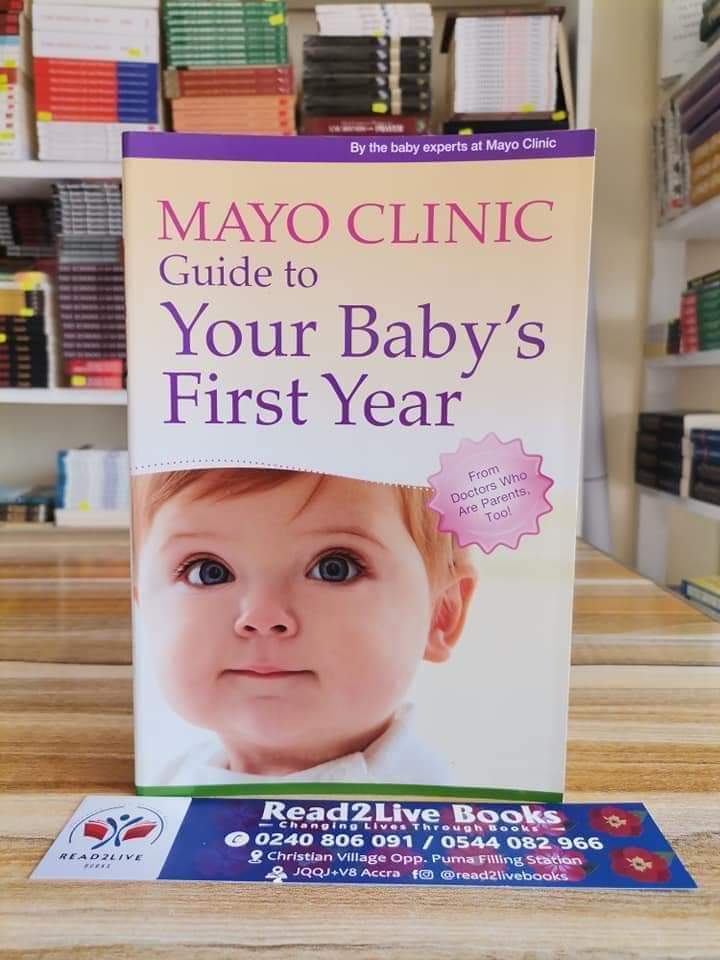 By the baby experts at Mayo Clinic
MAYO CLINIC
Guide to
Your Baby's
First Year
From
Doctors Who
Are Parents,
Too!
READ2LIVE
BOOKS
Read2Live Books
Changing Lives Through Books
0240 806 091 / 0544 082 966
Christian Village Opp. Puma Filling Station
JQQJ+V8 Accra @read2livebooks